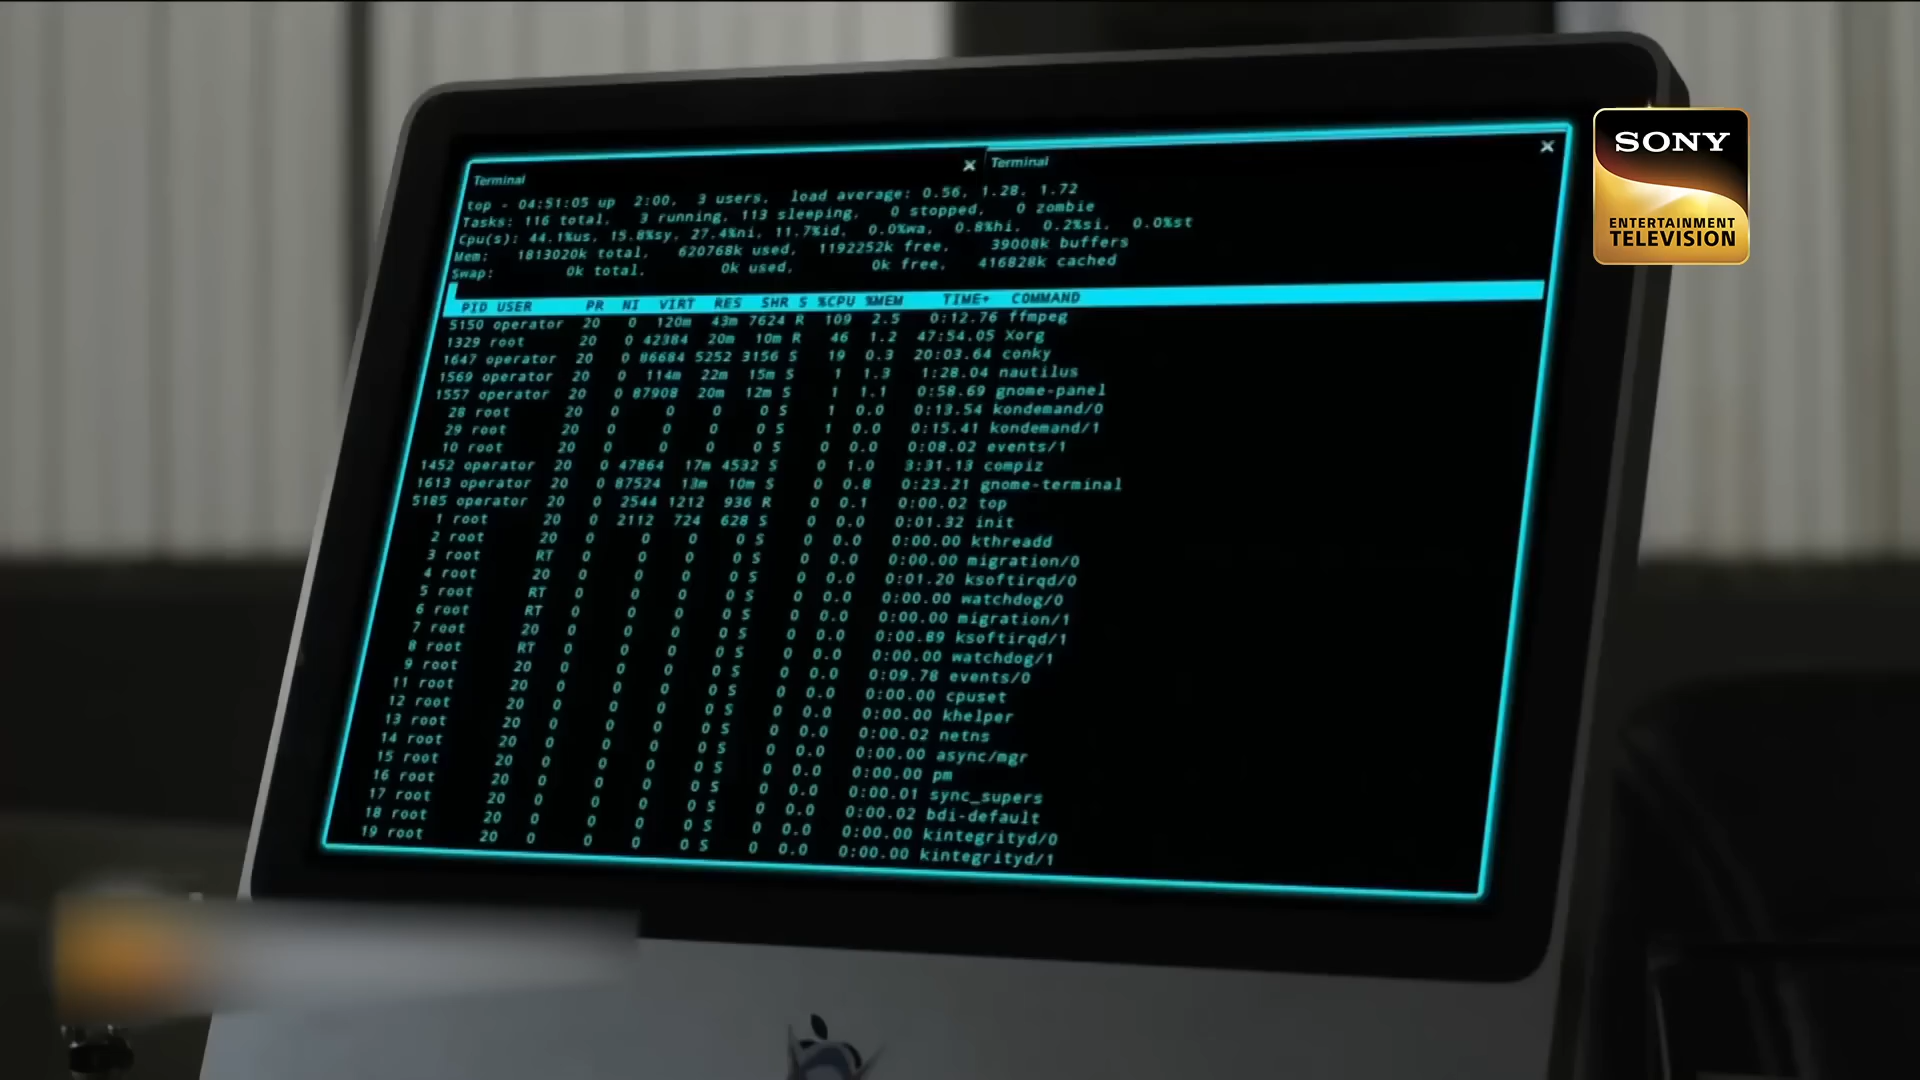 Terminal
Terminal
top - 04:51:05 up 2:00, 3 users, load average: 0.56, 1.28, 1.72
Tasks: 116 total, 3 running, 113 sleeping, 0 stopped, 0 zombie
Cpu(s): 44.1%us, 15.8%sy, 27.4%ni, 11.7%id, 0.0%wa, 0.8%hi, 0.2%si, 0.0%st
Mem: 1813020k total, 620768k used, 1192252k free, 39008k buffers
Swap: 0k total, 0k used, 0k free, 416828k cached
PID USER PR NI VIRT RES SHR S %CPU %MEM TIME+ COMMAND
5150 operator 20 0 120m 43m 7624 R 109 2.5 0:12.76 ffmpeg
1329 root 20 0 42384 20m 10m R 46 1.2 47:54.05 Xorg
1647 operator 20 0 86684 5252 3156 S 19 0.3 20:03.64 conky
1569 operator 20 0 114m 22m 15m S 1 1.3 1:28.04 nautilus
1557 operator 20 0 87908 20m 12m S 1 1.1 0:58.69 gnome-panel
28 root 20 0 0 0 0 S 1 0.0 0:13.54 kondemand/0
29 root 20 0 0 0 0 S 1 0.0 0:15.41 kondemand/1
10 root 20 0 0 0 0 S 0 0.0 0:08.02 events/1
1452 operator 20 0 47864 17m 4532 S 0 1.0 3:31.13 compiz
1613 operator 20 0 87524 13m 10m S 0 0.8 0:23.21 gnome-terminal
5185 operator 20 0 2544 1212 936 R 0 0.1 0:00.02 top
1 root 20 0 2112 724 628 S 0 0.0 0:01.32 init
2 root 20 0 0 0 0 S 0 0.0 0:00.00 kthreadd
3 root RT 0 0 0 0 S 0 0.0 0:00.00 migration/0
4 root 20 0 0 0 0 S 0 0.0 0:01.20 ksoftirqd/0
5 root RT 0 0 0 0 S 0 0.0 0:00.00 watchdog/0
6 root RT 0 0 0 0 S 0 0.0 0:00.00 migration/1
7 root 20 0 0 0 0 S 0 0.0 0:00.89 ksoftirqd/1
8 root RT 0 0 0 0 S 0 0.0 0:00.00 watchdog/1
9 root 20 0 0 0 0 S 0 0.0 0:09.78 events/0
11 root 20 0 0 0 0 S 0 0.0 0:00.00 cpuset
12 root 20 0 0 0 0 S 0 0.0 0:00.00 khelper
13 root 20 0 0 0 0 S 0 0.0 0:00.02 netns
14 root 20 0 0 0 0 S 0 0.0 0:00.00 async/mgr
15 root 20 0 0 0 0 S 0 0.0 0:00.00 pm
16 root 20 0 0 0 0 S 0 0.0 0:00.01 sync_supers
17 root 20 0 0 0 0 S 0 0.0 0:00.02 bdi-default
18 root 20 0 0 0 0 S 0 0.0 0:00.00 kintegrityd/0
19 root 20 0 0 0 0 S 0 0.0 0:00.00 kintegrityd/1
SONY
ENTERTAINMENT
TELEVISION